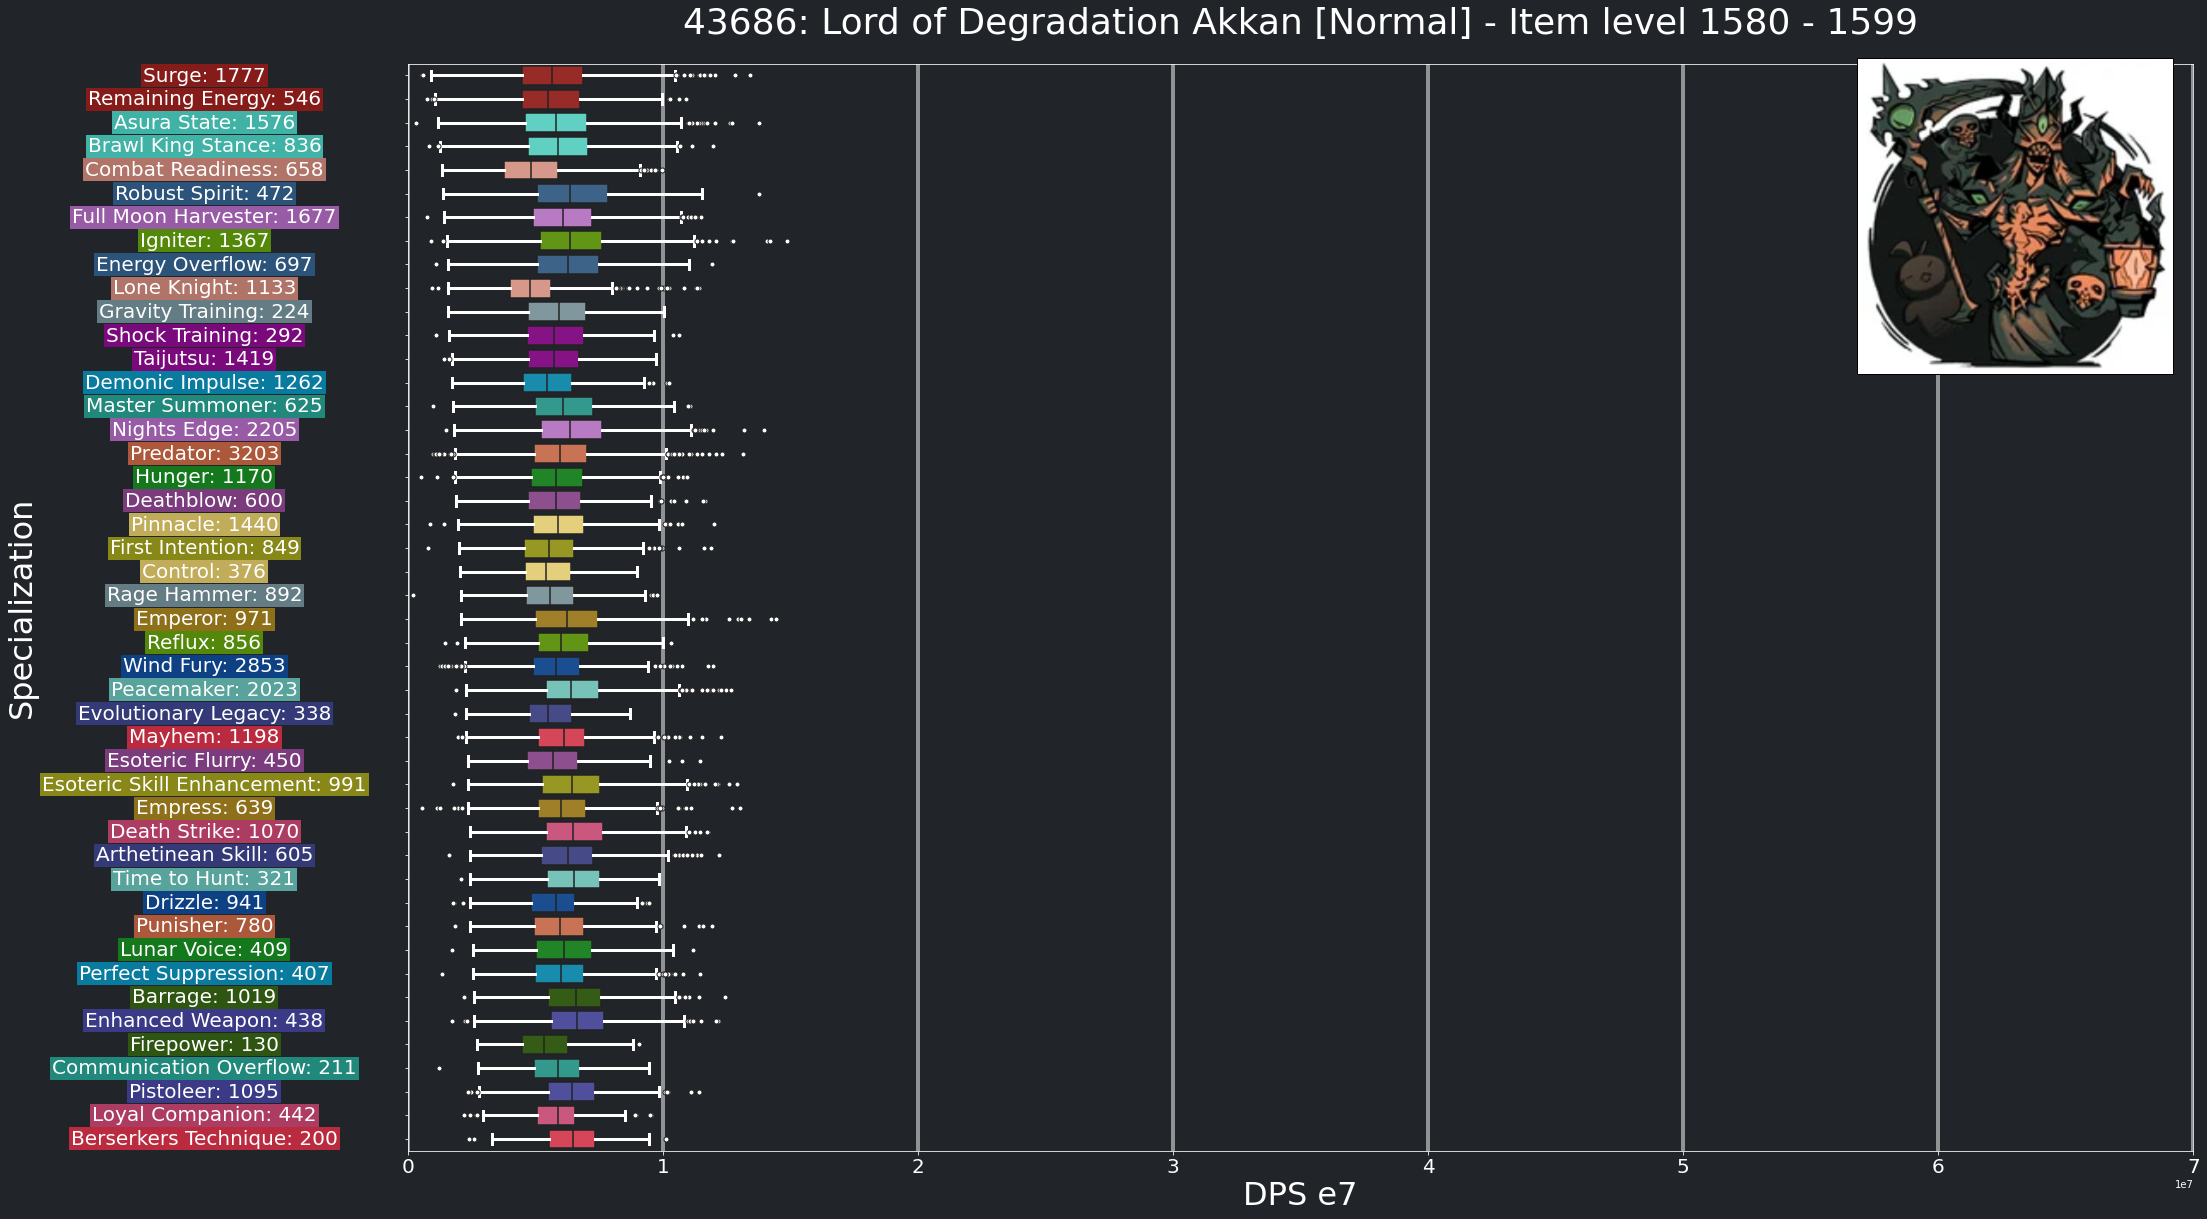 43686: Lord of Degradation Akkan [Normal] - Item level 1580 - 1599
Surge: 1777
Remaining Energy: 546
Asura State: 1576
Brawl King Stance: 836
Combat Readiness: 658
Robust Spirit: 472
Full Moon Harvester: 1677
Igniter: 1367
Energy Overflow: 697
Lone Knight: 1133
Gravity Training: 224
Shock Training: 292
Taijutsu: 1419
Demonic Impulse: 1262
Master Summoner: 625
Nights Edge: 2205
Predator: 3203
Hunger: 1170
Deathblow: 600
Pinnacle: 1440
First Intention: 849
Control: 376
Rage Hammer: 892
Emperor: 971
Reflux: 856
Wind Fury: 2853
Peacemaker: 2023
Evolutionary Legacy: 338
Mayhem: 1198
Esoteric Flurry: 450
Esoteric Skill Enhancement: 991
Empress: 639
Death Strike: 1070
Arthetinean Skill: 605
Time to Hunt: 321
Drizzle: 941
Punisher: 780
Lunar Voice: 409
Perfect Suppression: 407
Barrage: 1019
Enhanced Weapon: 438
Firepower: 130
Communication Overflow: 211
Pistoleer: 1095
Loyal Companion: 442
Berserkers Technique: 200
Specialization
0 1 2 3 4 5 6 7
1e7
DPS e7